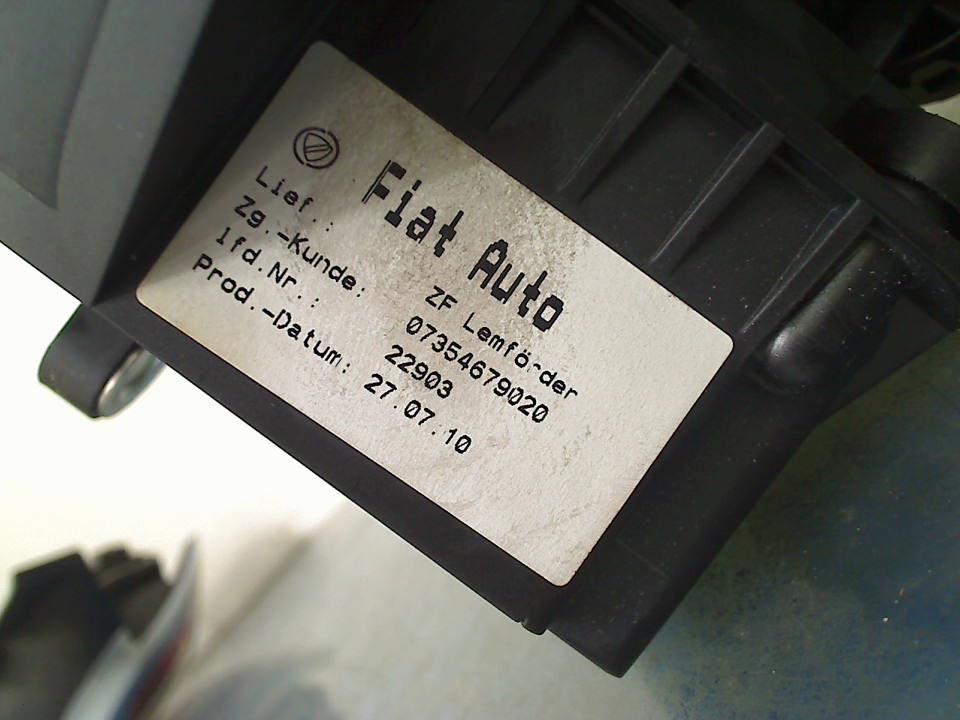 Fiat Auto
Lief.: ZF Lemförder
Zg.-Kunde: 07354679020
lfd.Nr.: 22903
Prod.-Datum: 27.07.10